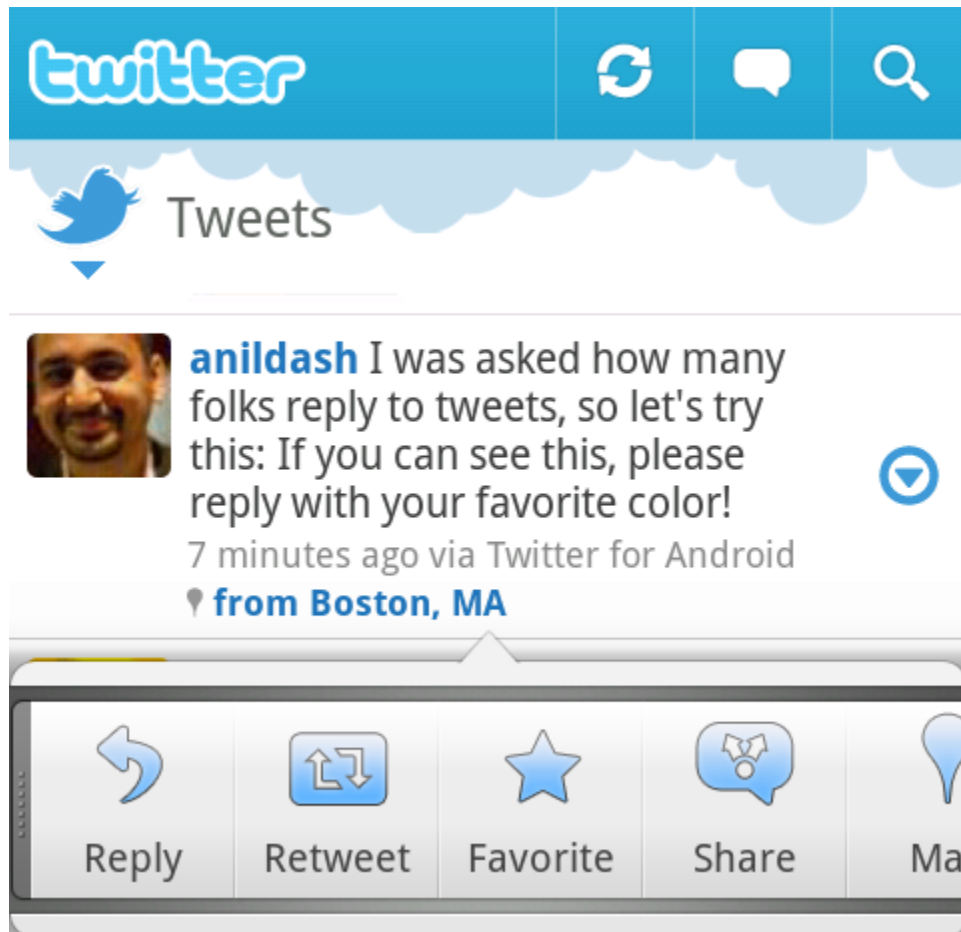 twitter
Tweets
anildash I was asked how many
folks reply to tweets, so let's try
this: If you can see this, please
reply with your favorite color!
7 minutes ago via Twitter for Android
from Boston, MA
Reply Retweet Favorite Share Ma